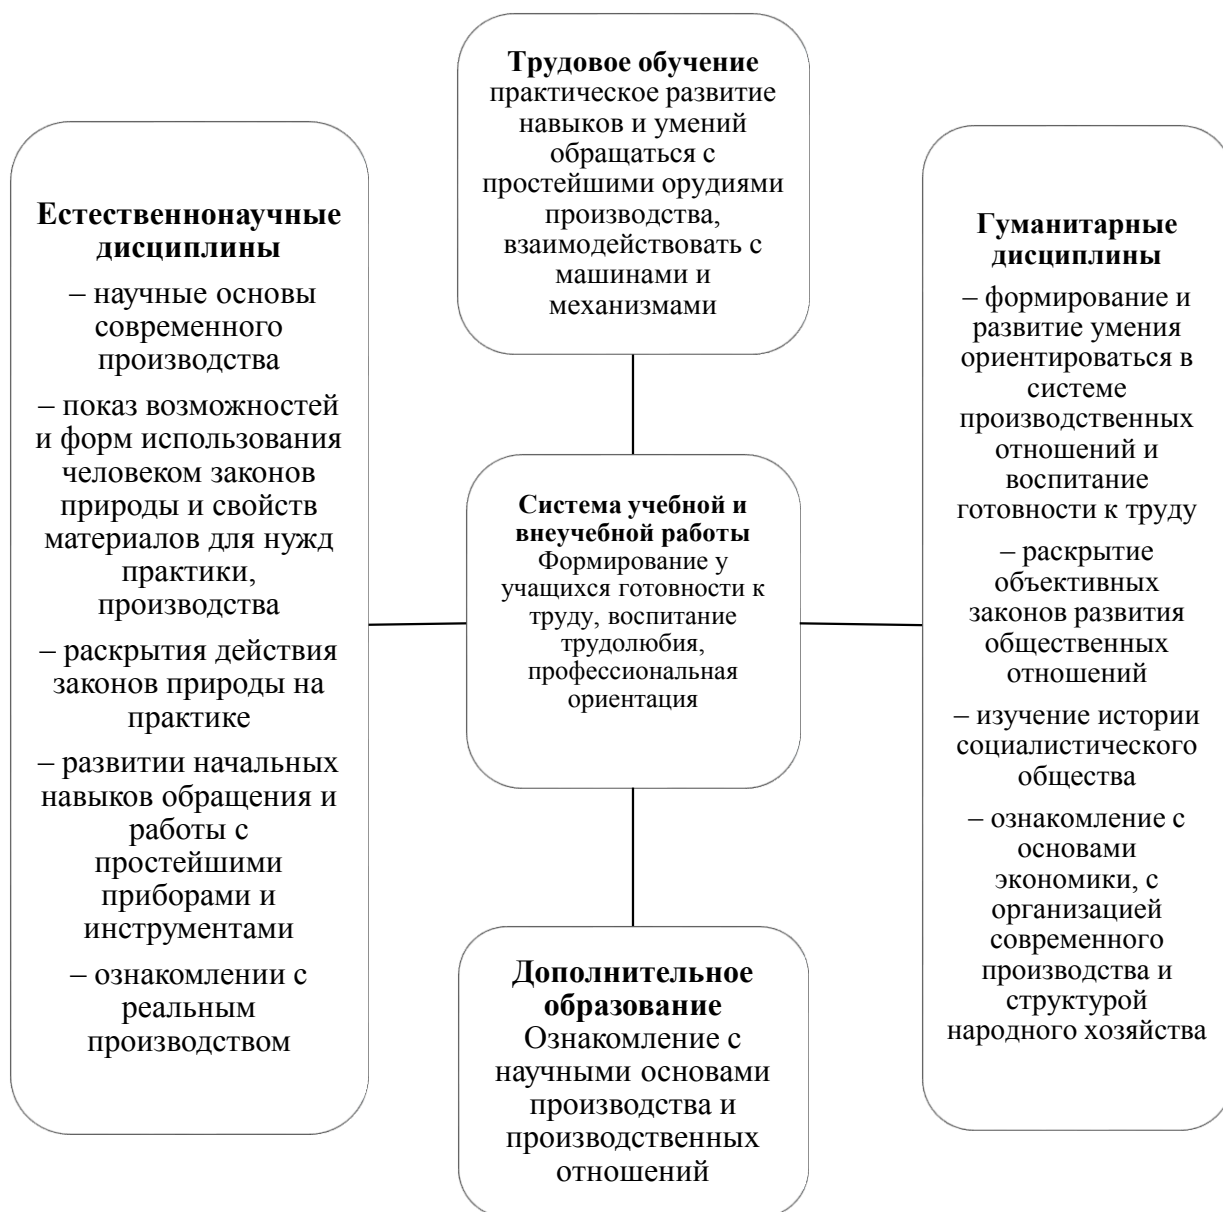 Трудовое обучение
практическое развитие
навыков и умений
обращаться с
простейшими орудиями
производства,
взаимодействовать с
машинами и
механизмами
Естественнонаучные
дисциплины
– научные основы
современного
производства
– показ возможностей
и форм использования
человеком законов
природы и свойств
материалов для нужд
практики,
производства
– раскрытия действия
законов природы на
практике
– развитии начальных
навыков обращения и
работы с
простейшими
приборами и
инструментами
– ознакомлении с
реальным
производством
Система учебной и
внеучебной работы
Формирование у
учащихся готовности к
труду, воспитание
трудолюбия,
профессиональная
ориентация
Гуманитарные
дисциплины
– формирование и
развитие умения
ориентироваться в
системе
производственных
отношений и
воспитание
готовности к труду
– раскрытие
объективных
законов развития
общественных
отношений
– изучение истории
социалистического
общества
– ознакомление с
основами
экономики, с
организацией
современного
производства и
структурой
народного хозяйства
Дополнительное
образование
Ознакомление с
научными основами
производства и
производственных
отношений